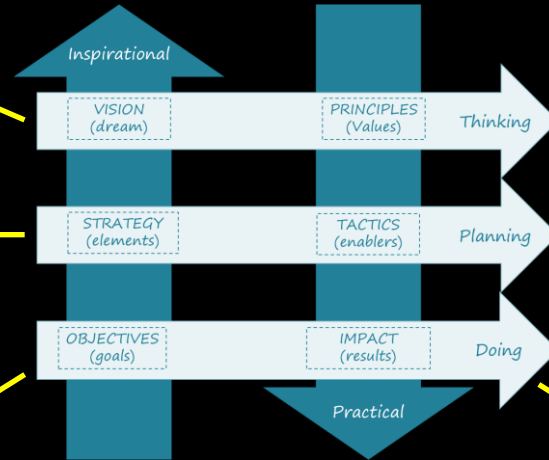 Inspirational
VISION
(dream)
PRINCIPLES
(Values)
Thinking
STRATEGY
(elements)
TACTICS
(enablers)
Planning
OBJECTIVES
(goals)
IMPACT
(results)
Doing
Practical